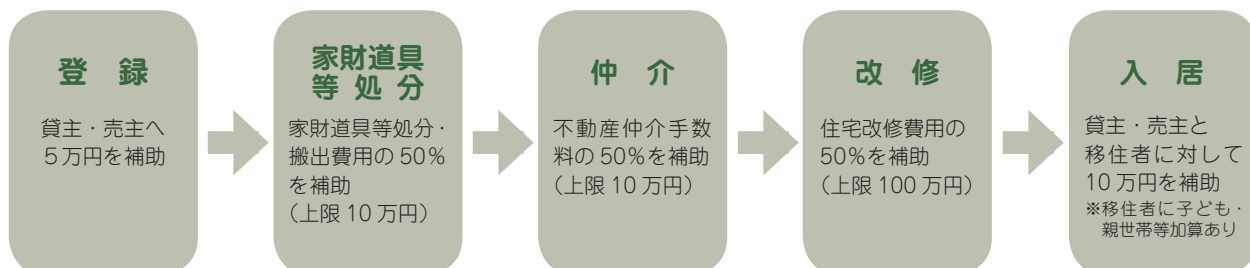 登 録
貸主・売主へ
５万円を補助
家財道具
等 処 分
家財道具等処分・
搬出費用の 50%
を補助
（上限 10 万円）
仲 介
不動産仲介手数
料の 50%を補助
（上限 10 万円）
改 修
住宅改修費用の
50%を補助
（上限 100 万円）
入 居
貸主・売主と
移住者に対して
10 万円を補助
※移住者に子ども・
親世帯等加算あり